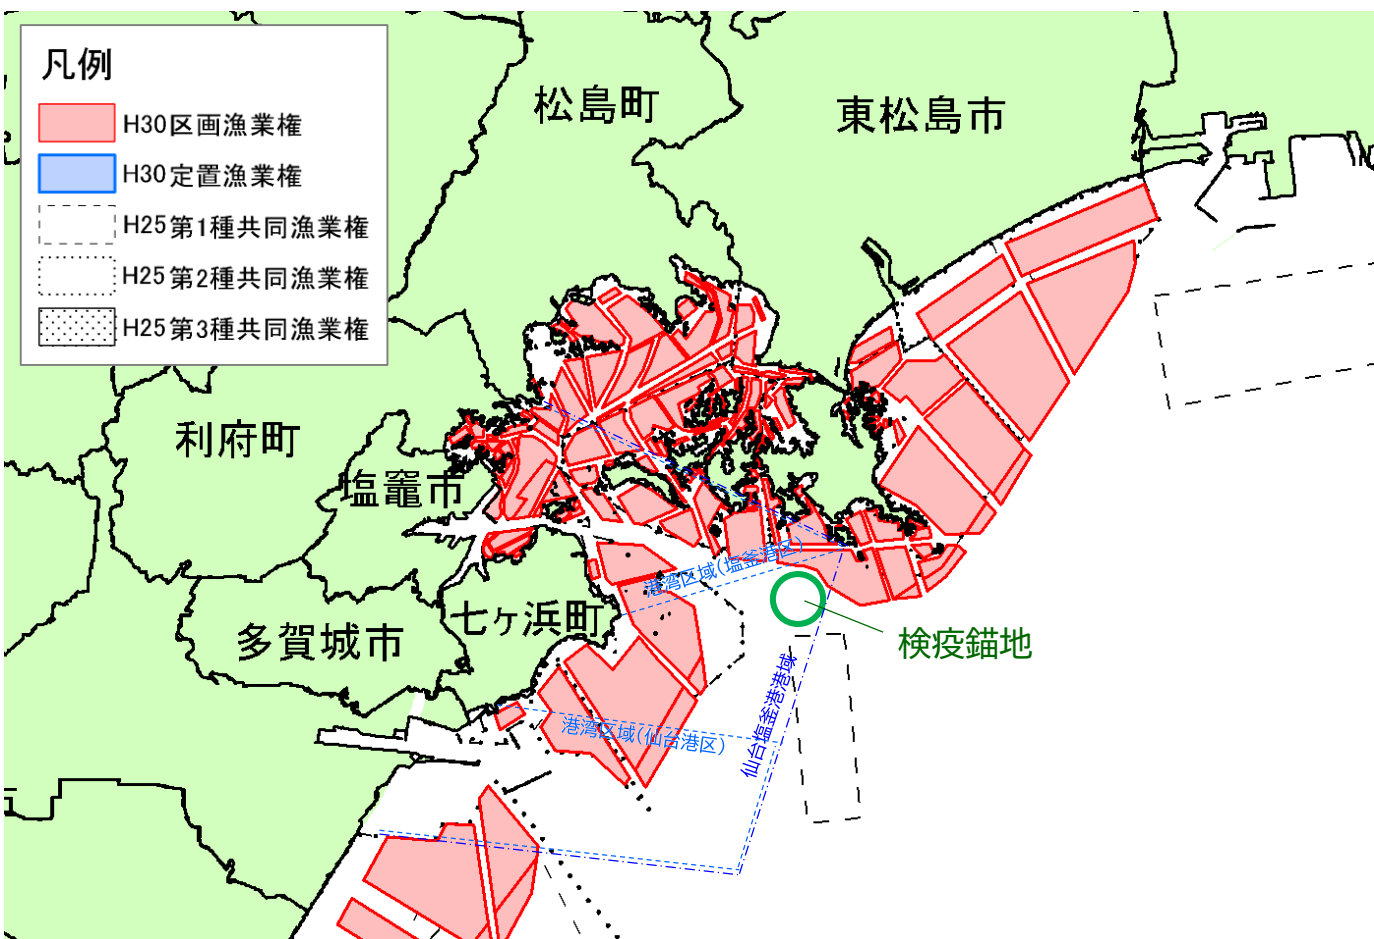 凡例
H30区画漁業権
H30定置漁業権
H25第1種共同漁業権
H25第2種共同漁業権
H25第3種共同漁業権
松島町
東松島市
利府町
塩竈市
七ヶ浜町
多賀城市
港湾区域(塩釜港区)
検疫錨地
仙台塩釜港港域
港湾区域(仙台港区)